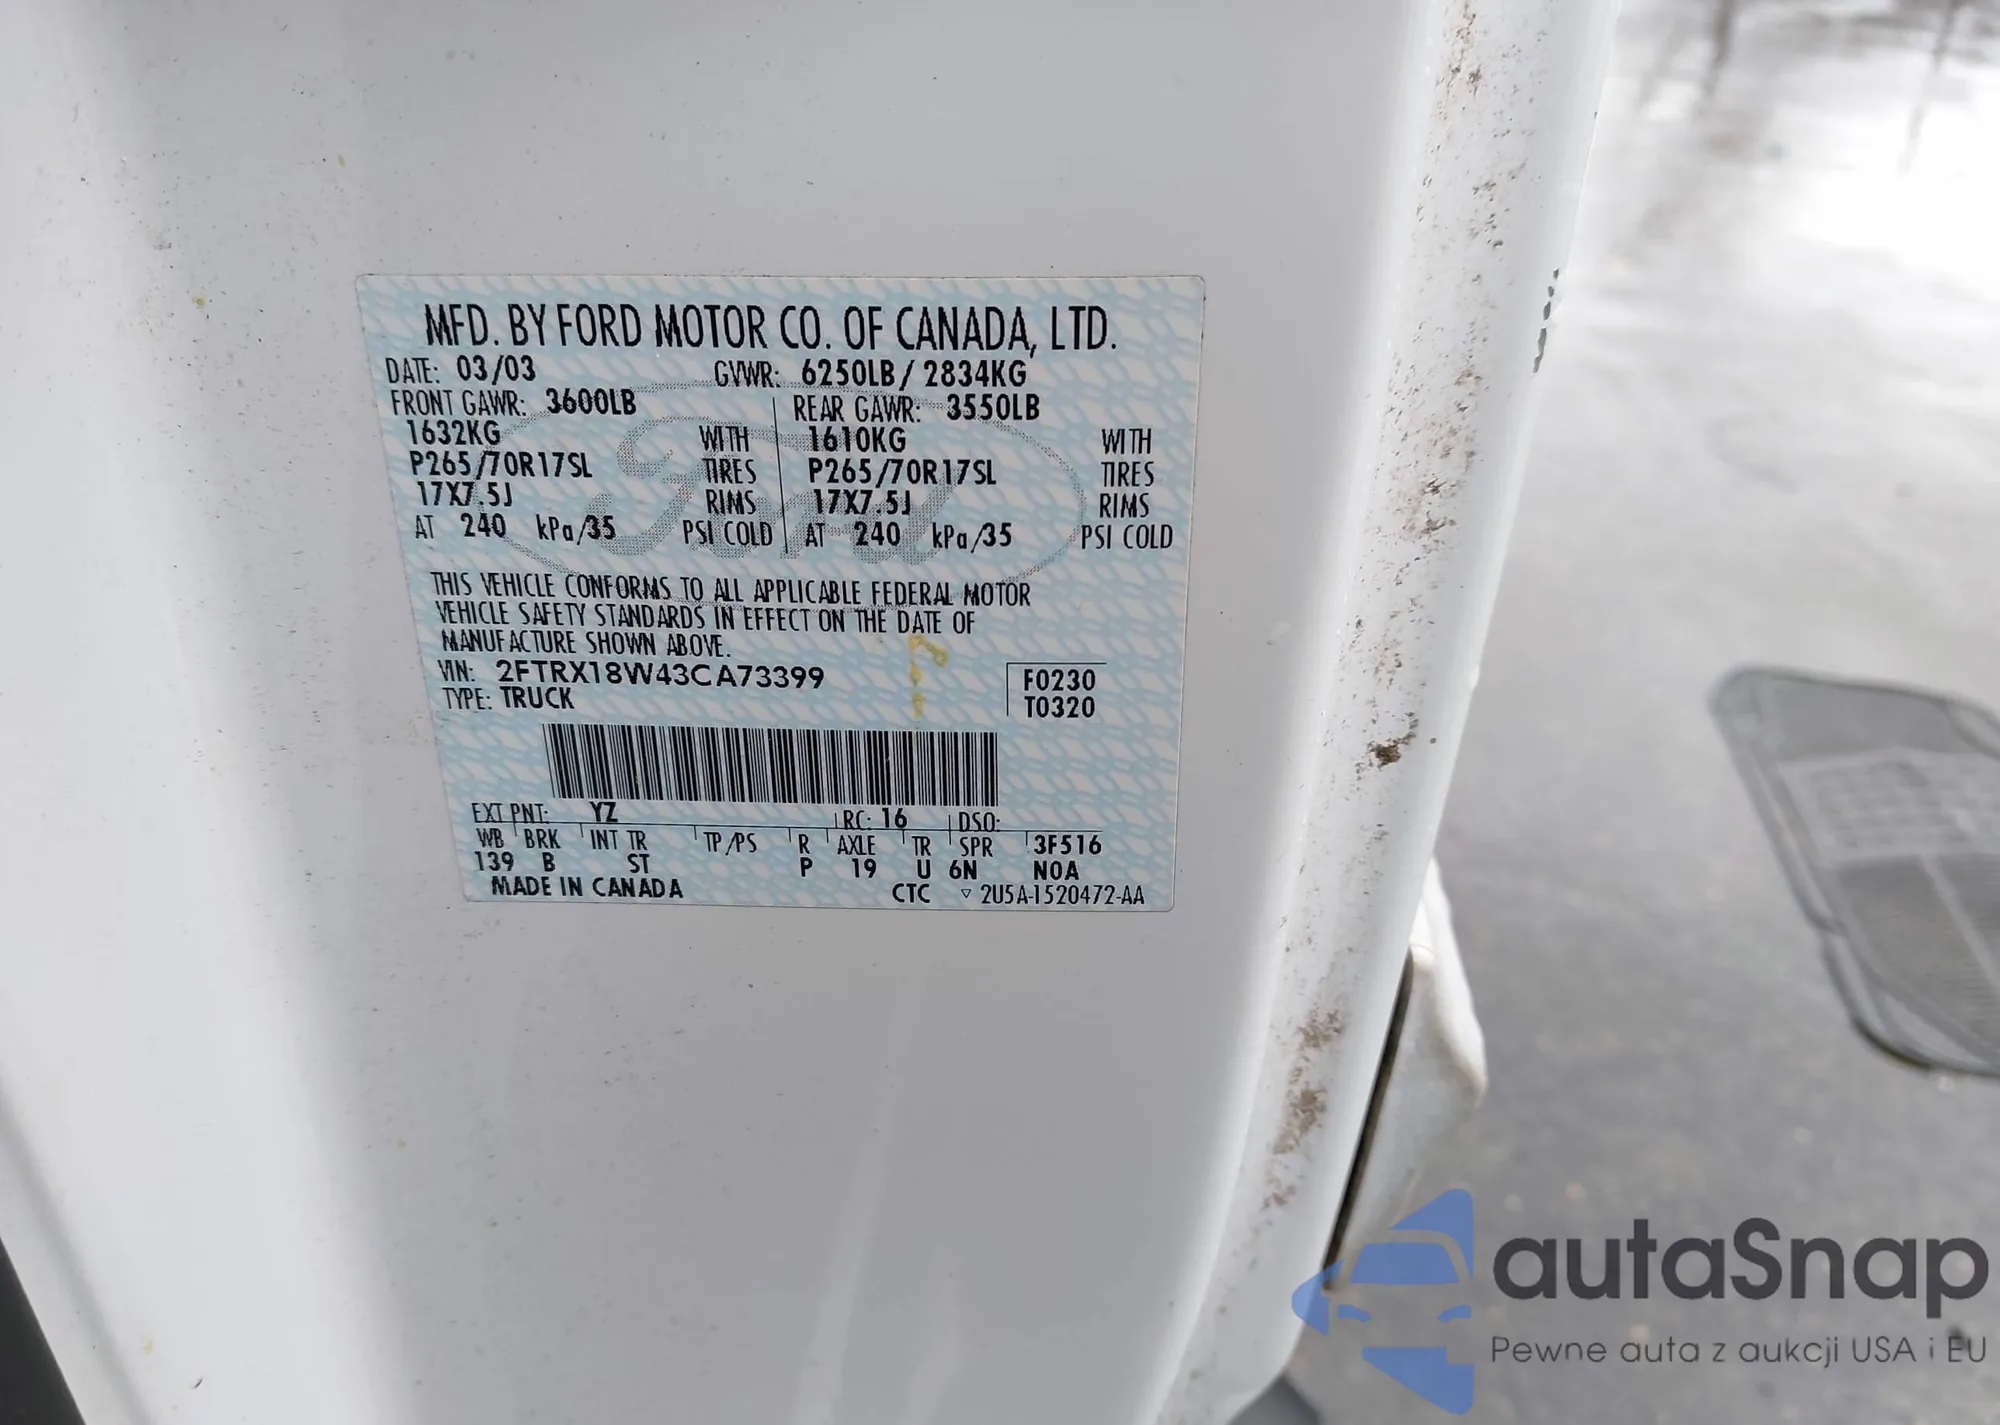 MFD. BY FORD MOTOR CO. OF CANADA, LTD.
DATE: 03/03 GVWR: 6250LB / 2834KG
FRONT GAWR: 3600LB REAR GAWR: 3550LB
1632KG WITH 1610KG WITH
P265/70R17SL TIRES P265/70R17SL TIRES
17X7.5J RIMS 17X7.5J RIMS
AT 240 kPa/35 PSI COLD AT 240 kPa/35 PSI COLD
THIS VEHICLE CONFORMS TO ALL APPLICABLE FEDERAL MOTOR
VEHICLE SAFETY STANDARDS IN EFFECT ON THE DATE OF
MANUFACTURE SHOWN ABOVE.
VIN: 2FTRX18W43CA73399 F0230
TYPE: TRUCK T0320
EXT PNT: YZ RC: 16 DSO:
WB BRK INT TR TP/PS R AXLE TR SPR 3F516
139 B ST P 19 U 6N NOA
MADE IN CANADA CTC ▽ 2U5A-1520472-AA
Ford
autoSnap
Pewne auta z aukcji USA i EU